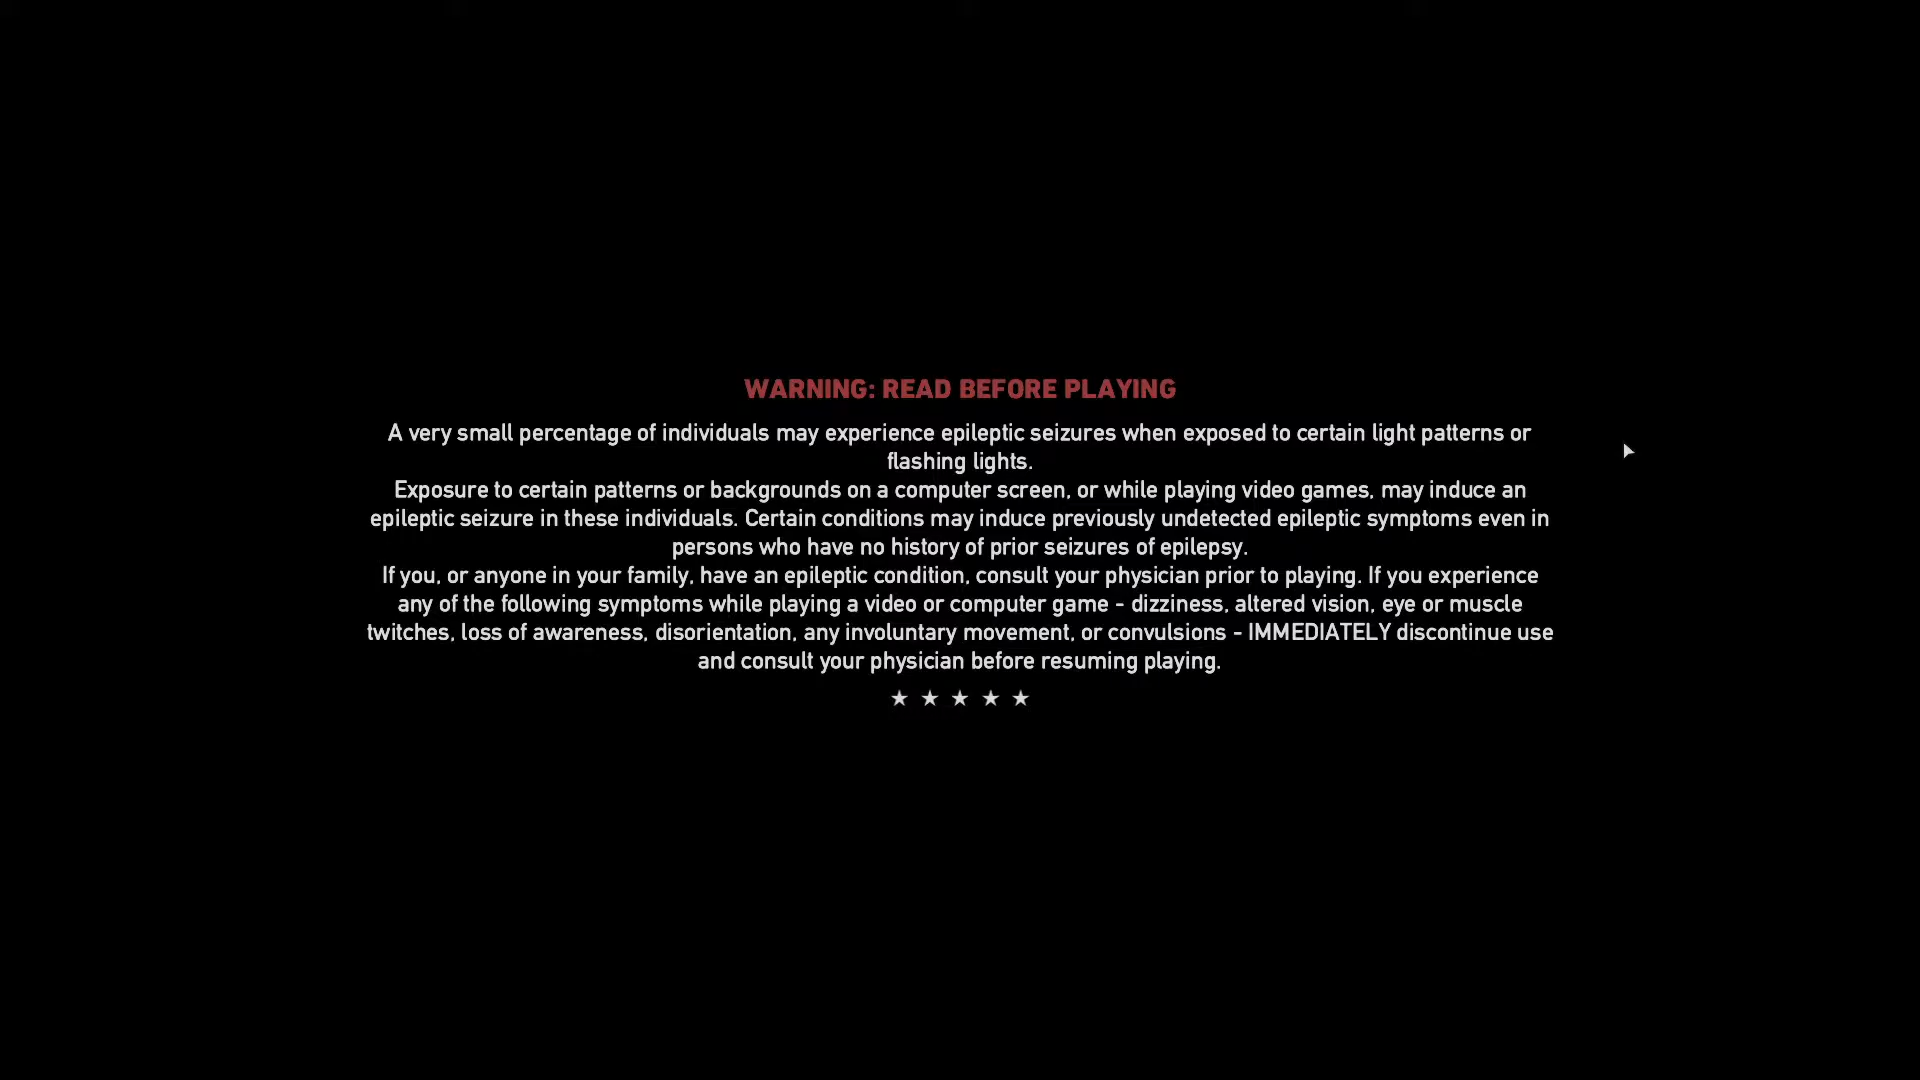 WARNING: READ BEFORE PLAYING
A very small percentage of individuals may experience epileptic seizures when exposed to certain light patterns or
flashing lights.
Exposure to certain patterns or backgrounds on a computer screen, or while playing video games, may induce an
epileptic seizure in these individuals. Certain conditions may induce previously undetected epileptic symptoms even in
persons who have no history of prior seizures of epilepsy.
If you, or anyone in your family, have an epileptic condition, consult your physician prior to playing. If you experience
any of the following symptoms while playing a video or computer game - dizziness, altered vision, eye or muscle
twitches, loss of awareness, disorientation, any involuntary movement, or convulsions - IMMEDIATELY discontinue use
and consult your physician before resuming playing.
★ ★ ★ ★ ★